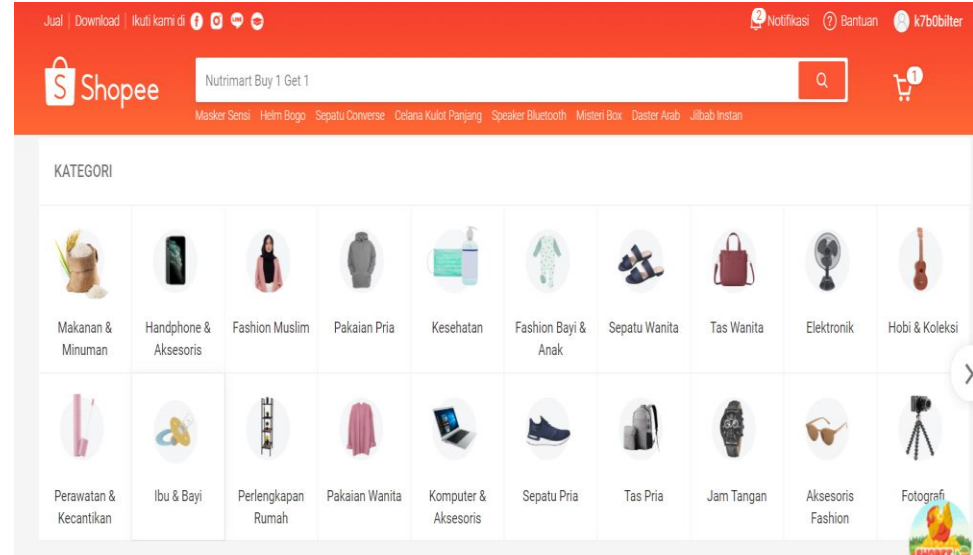 Jual | Download | Ikuti kami di
2 Notifikasi ? Bantuan k7b0bilter
S Shopee
Nutrimart Buy 1 Get 1
1
Masker Sensi Helm Bogo Sepatu Converse Celana Kulot Panjang Speaker Bluetooth Misteri Box Daster Arab Jilbab Instan
KATEGORI
Makanan &
Minuman
Handphone &
Aksesoris
Fashion Muslim
Pakaian Pria
Kesehatan
Fashion Bayi &
Anak
Sepatu Wanita
Tas Wanita
Elektronik
Hobi & Koleksi
Perawatan &
Kecantikan
Ibu & Bayi
Perlengkapan
Rumah
Pakaian Wanita
Komputer &
Aksesoris
Sepatu Pria
Tas Pria
Jam Tangan
Aksesoris
Fashion
Fotografi
SHOPEE